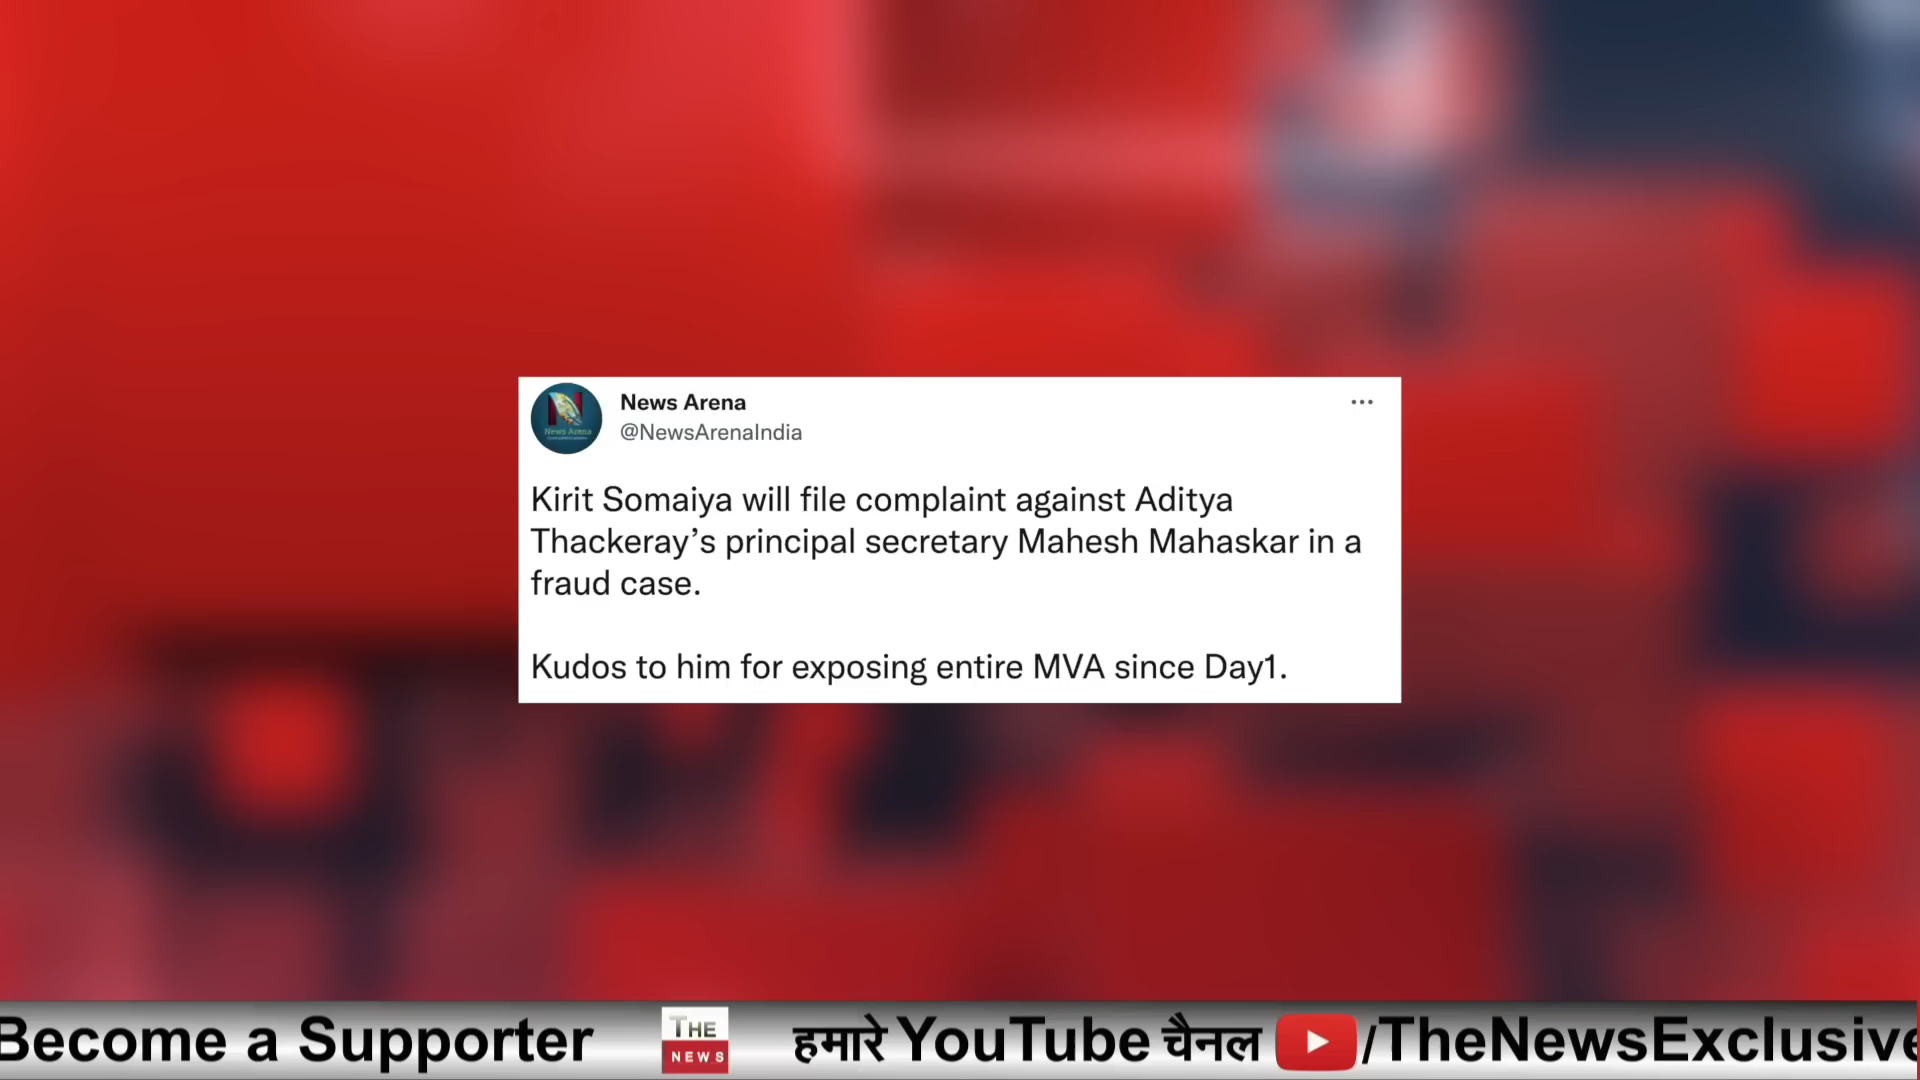 News Arena
@NewsArenaIndia
Kirit Somaiya will file complaint against Aditya
Thackeray’s principal secretary Mahesh Mahaskar in a
fraud case.
Kudos to him for exposing entire MVA since Day1.
Become a Supporter THE NEWS हमारे YouTube चैनल /TheNewsExclusive